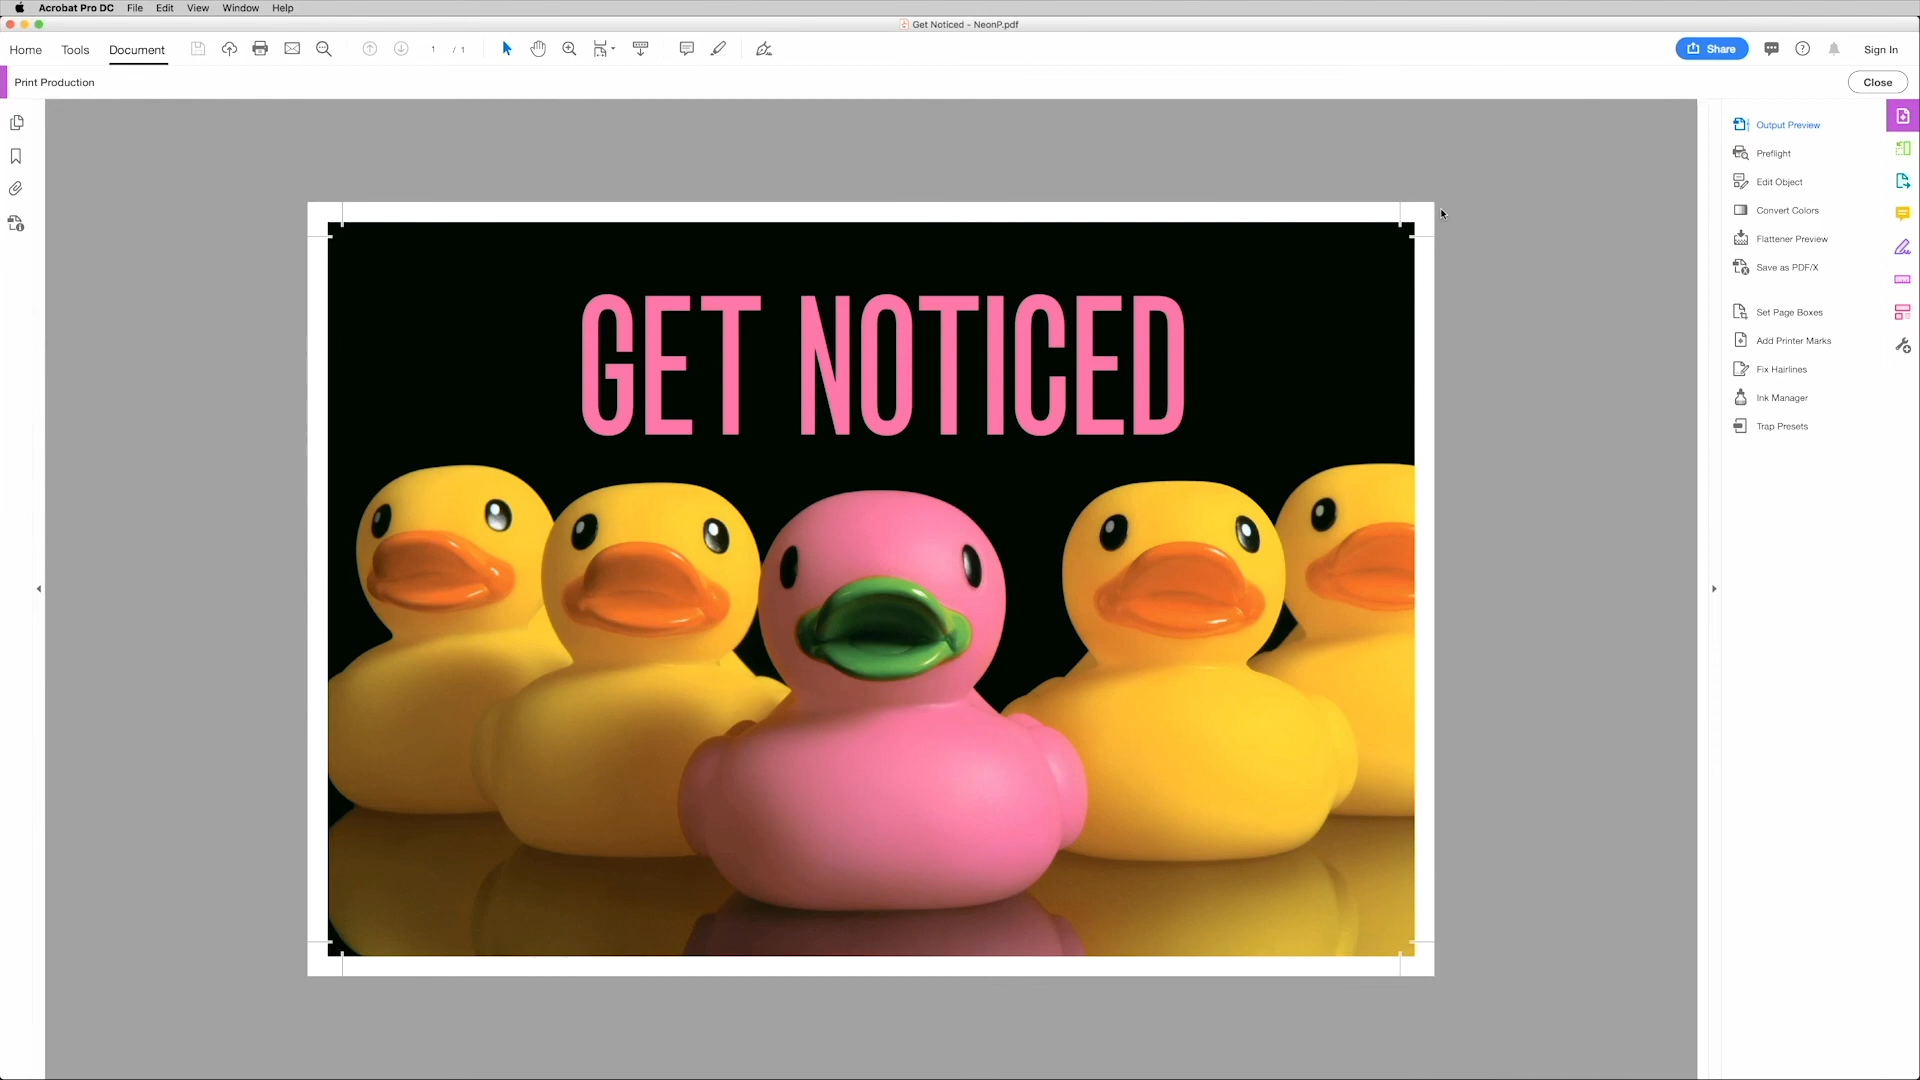 Acrobat Pro DC File Edit View Window Help
Get Noticed - NeonP.pdf
Home Tools Document 1 / 1 Share Sign In
Print Production Close
Output Preview
Preflight
Edit Object
Convert Colors
Flattener Preview
Save as PDF/X
Set Page Boxes
Add Printer Marks
Fix Hairlines
Ink Manager
Trap Presets
GET NOTICED